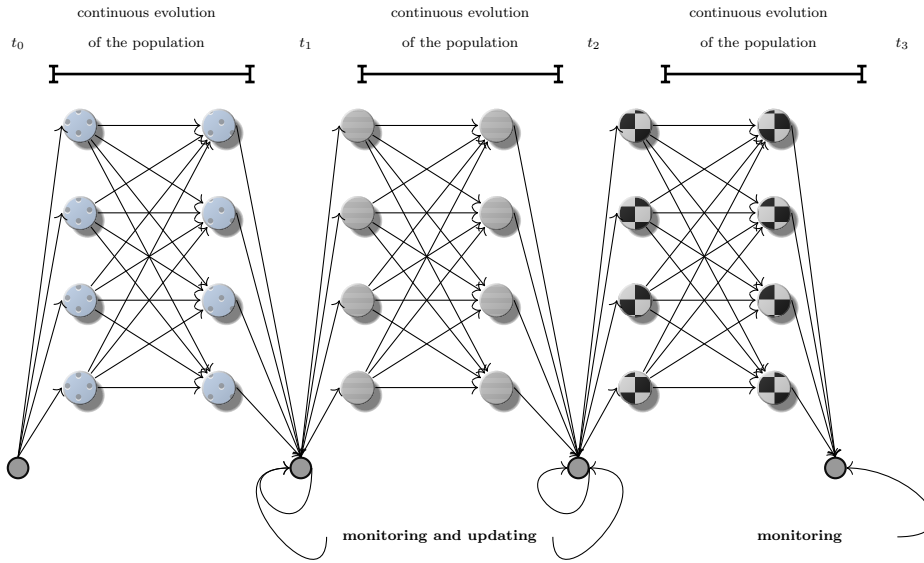 continuous evolution
of the population
continuous evolution
of the population
continuous evolution
of the population
t0
t1
t2
t3
monitoring and updating
monitoring